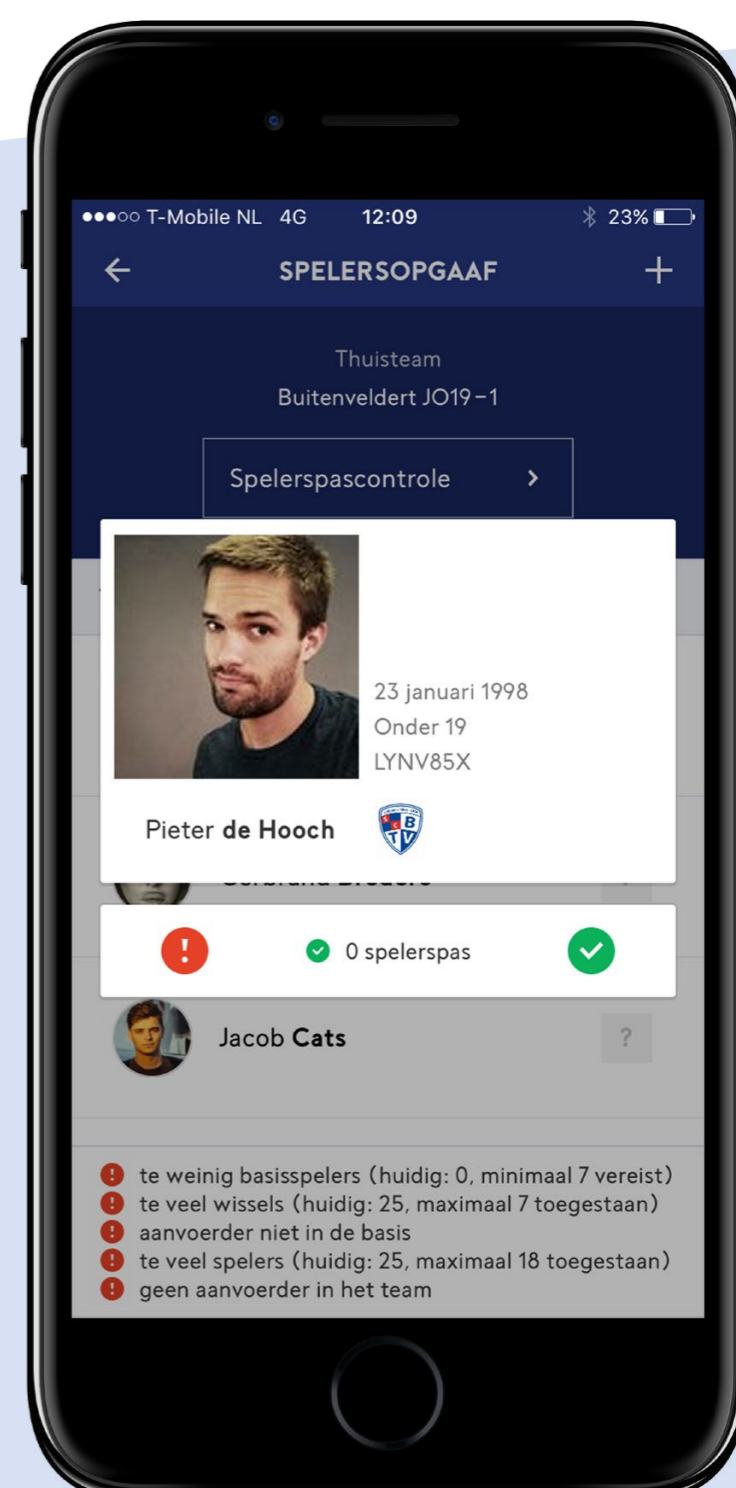 T-Mobile NL 4G 12:09 23%
SPELERSOPGAAF
Thuisteam
Buitenveldert JO19-1
Spelerspascontrole
23 januari 1998
Onder 19
LYNV85X
Pieter de Hooch
S C B
T V
! 0 spelerspas
Jacob Cats ?
! te weinig basisspelers (huidig: 0, minimaal 7 vereist)
! te veel wissels (huidig: 25, maximaal 7 toegestaan)
! aanvoerder niet in de basis
! te veel spelers (huidig: 25, maximaal 18 toegestaan)
! geen aanvoerder in het team